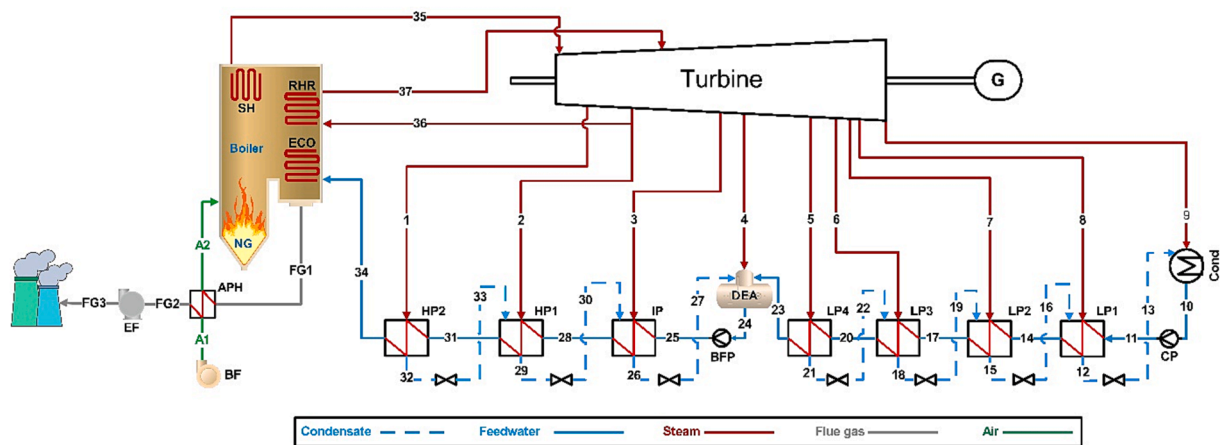 35
37
36
SH
RHR
Boiler
ECO
NG
Turbine
G
A2
FG1
34
APH
FG3
EF
FG2
A1
BF
1
2
3
4
5
6
7
8
9
Cond
33
30
27
DEA
23
22
19
16
13
10
HP2
31
HP1
28
IP
25
24
BFP
LP4
20
LP3
17
LP2
14
LP1
11
CP
32
29
26
21
18
15
12
Condensate
Feedwater
Steam
Flue gas
Air